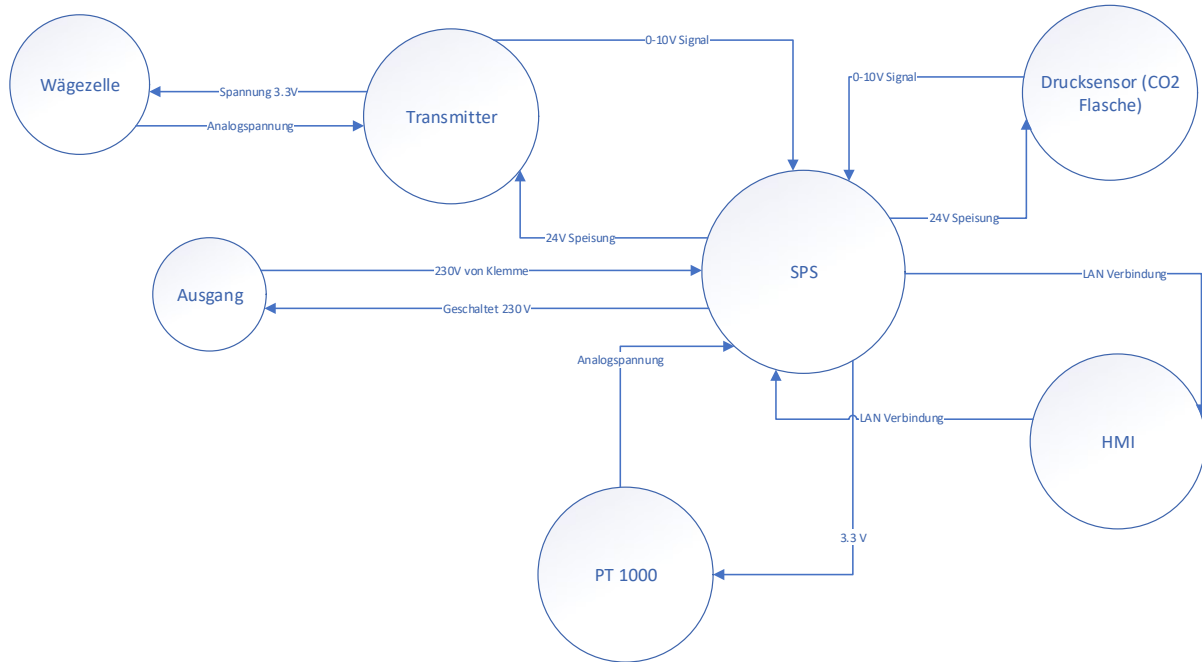 0-10V Signal
Wägezelle
Spannung 3.3V
Transmitter
Analogspannung
0-10V Signal
Drucksensor (CO2
Flasche)
24V Speisung
24V Speisung
SPS
230V von Klemme
LAN Verbindung
Ausgang
Geschaltet 230 V
Analogspannung
LAN Verbindung
HMI
3.3 V
PT 1000